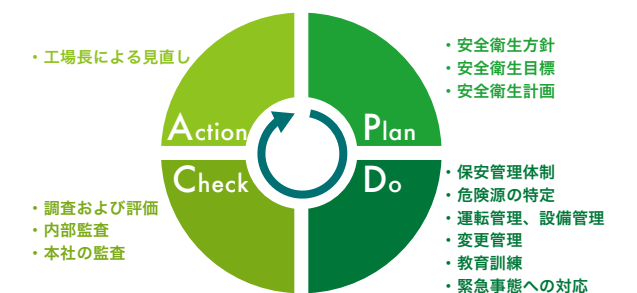 ・工場長による見直し
Action
Plan
・安全衛生方針
・安全衛生目標
・安全衛生計画
Check
・調査および評価
・内部監査
・本社の監査
Do
・保安管理体制
・危険源の特定
・運転管理、設備管理
・変更管理
・教育訓練
・緊急事態への対応